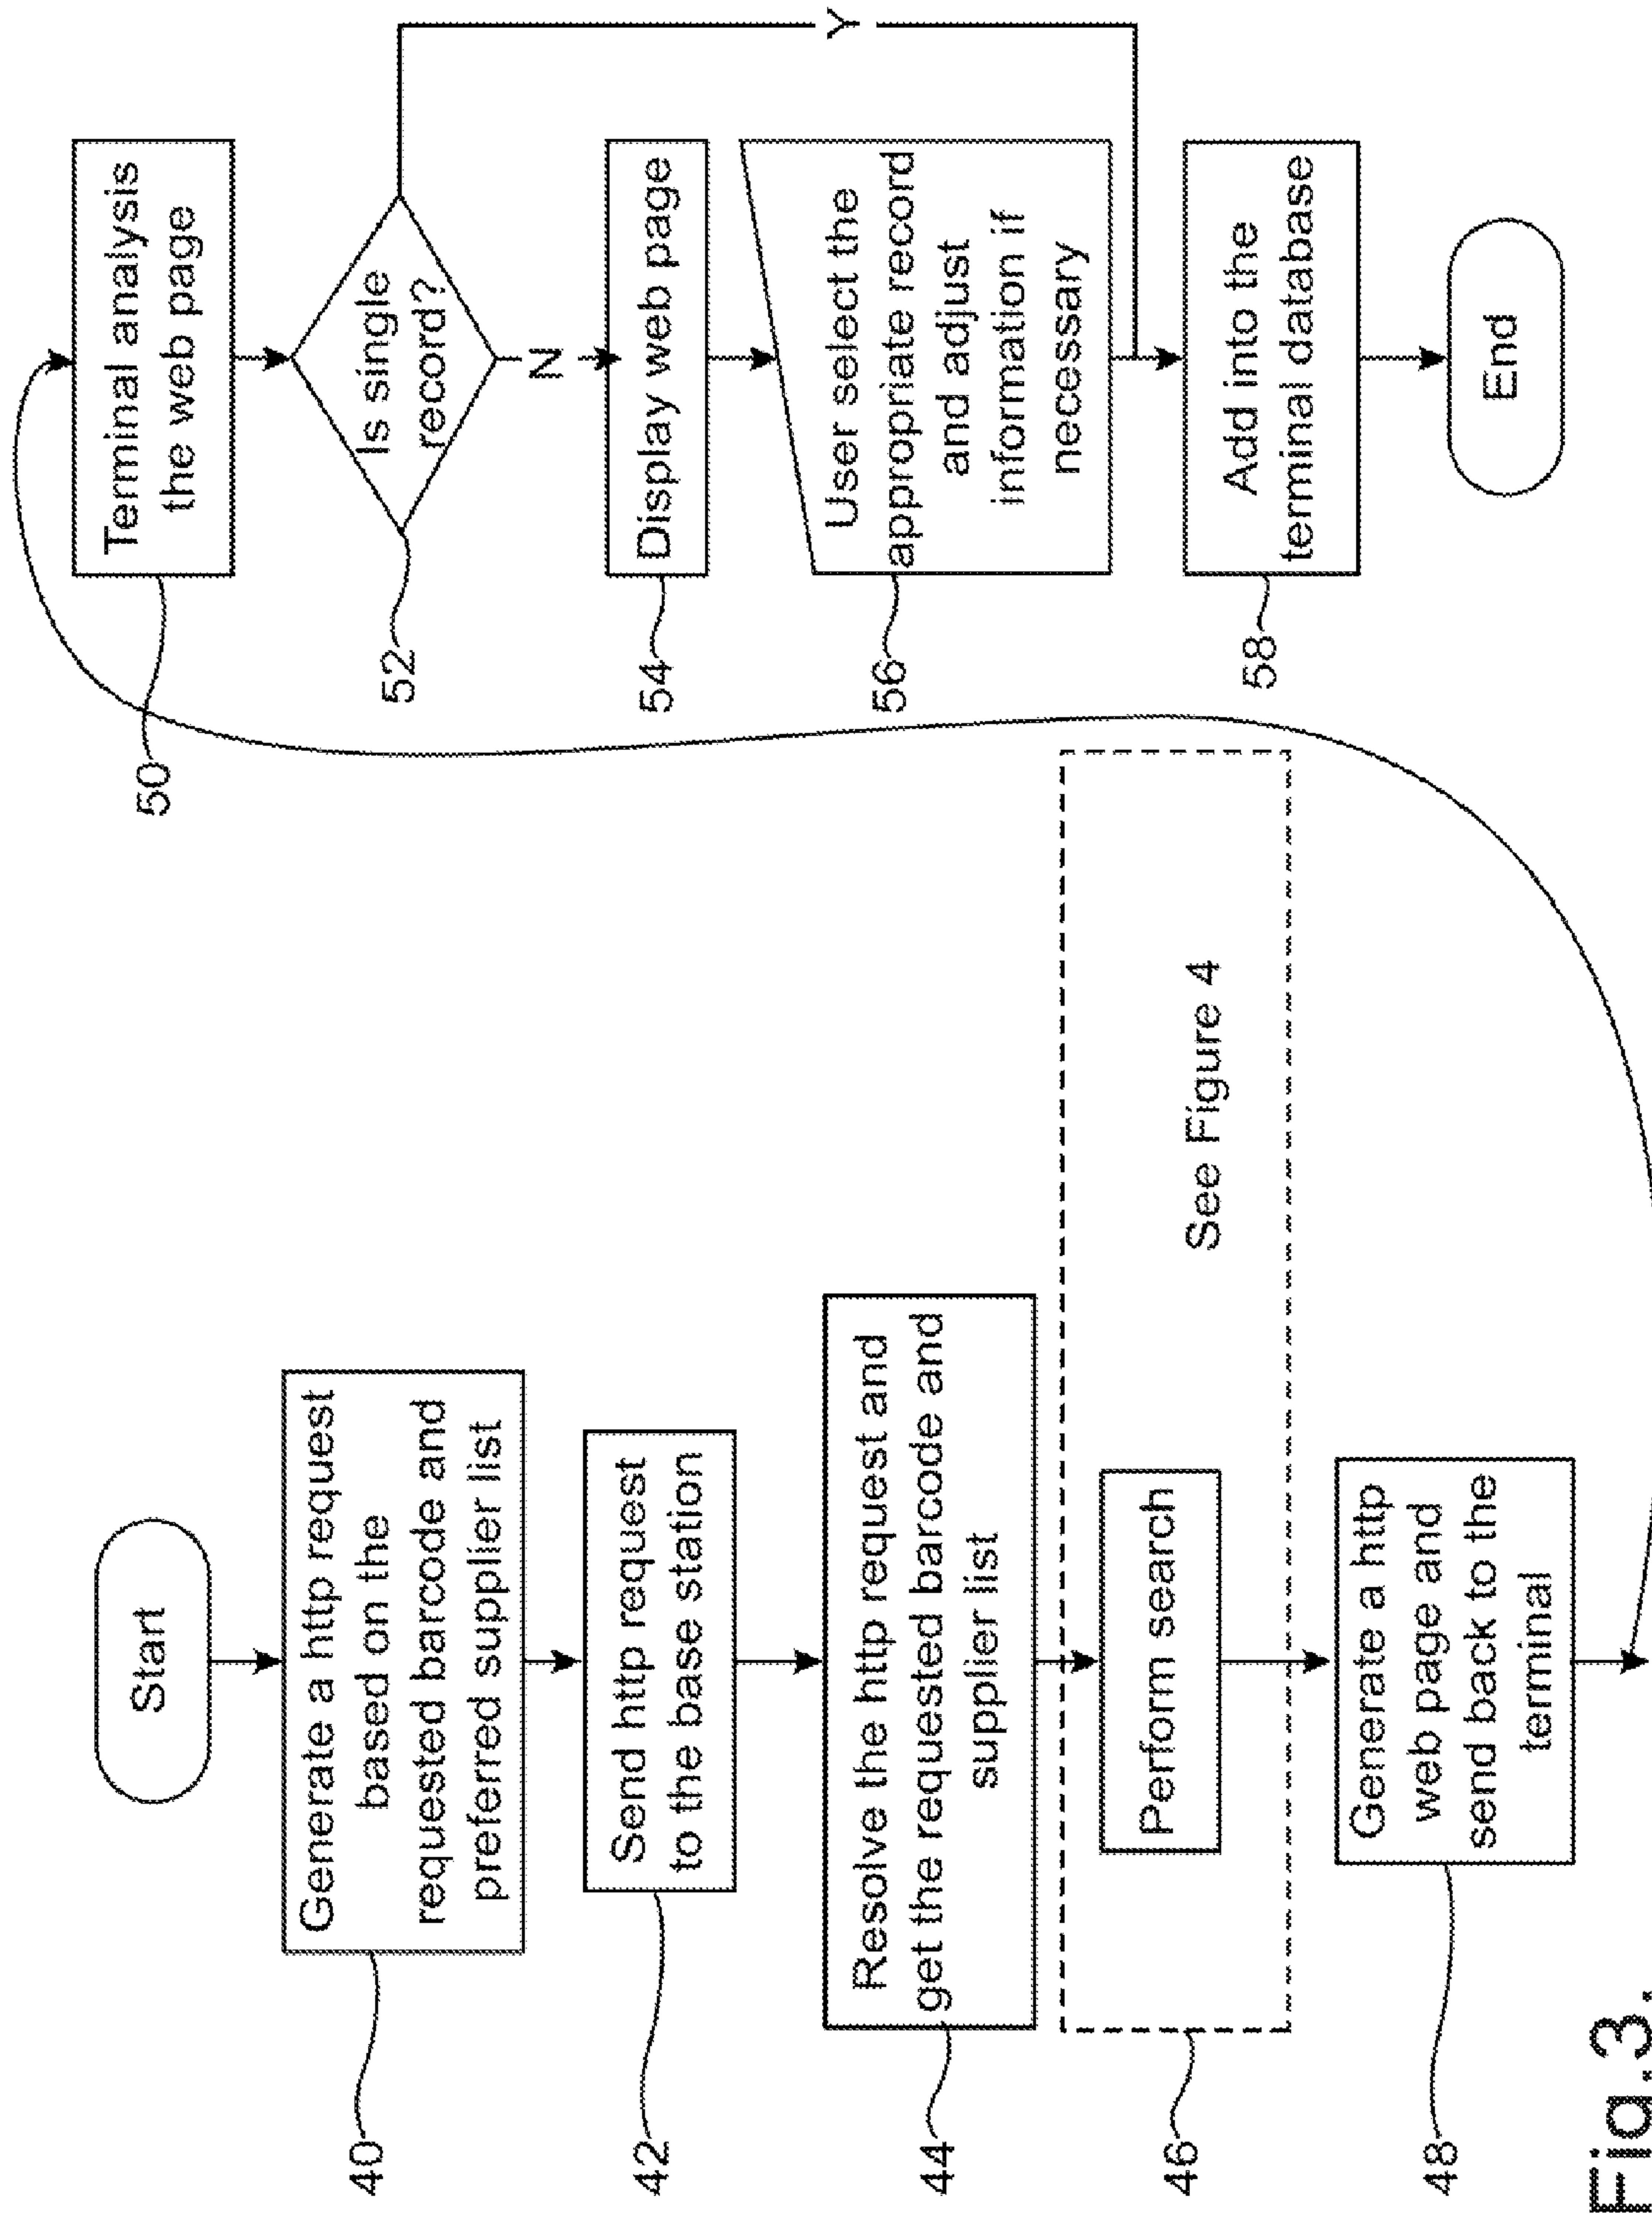 Start
40
Generate a http request
based on the
requested barcode and
preferred supplier list
42
Send http request
to the base station
44
Resolve the http request and
get the requested barcode and
supplier list
46
Perform search
See Figure 4
48
Generate a http
web page and
send back to the
terminal
50
Terminal analysis
the web page
52
Is single
record?
Y
N
54
Display web page
56
User select the
appropriate record
and adjust
information if
necessary
58
Add into the
terminal database
End
Fig.3.